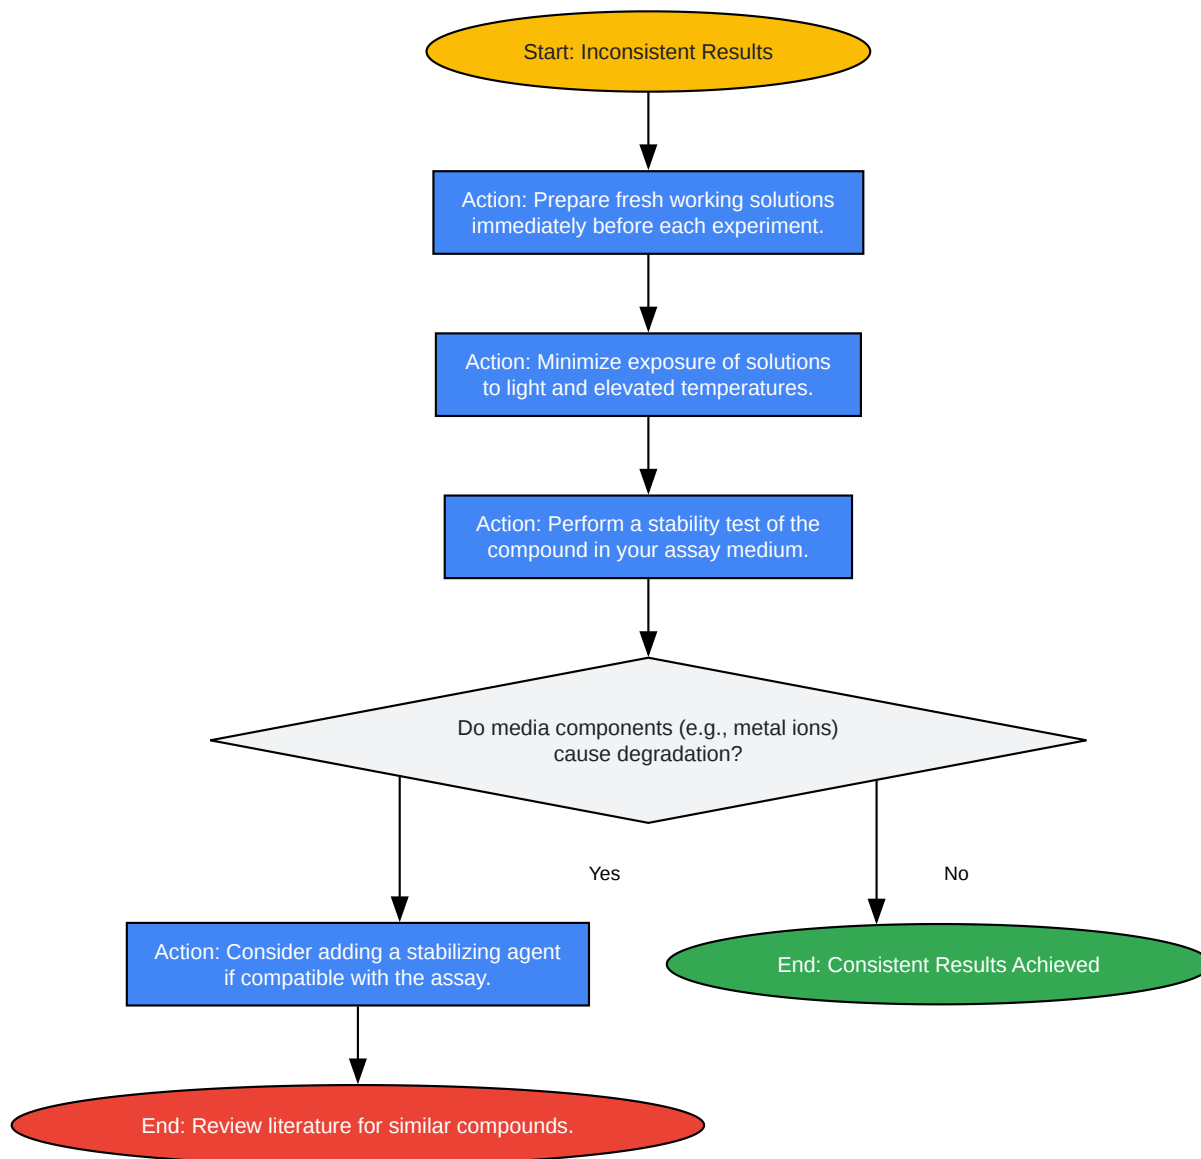 Start: Inconsistent Results
Action: Prepare fresh working solutions
immediately before each experiment.
Action: Minimize exposure of solutions
to light and elevated temperatures.
Action: Perform a stability test of the
compound in your assay medium.
Do media components (e.g., metal ions)
cause degradation?
Yes
No
Action: Consider adding a stabilizing agent
if compatible with the assay.
End: Consistent Results Achieved
End: Review literature for similar compounds.